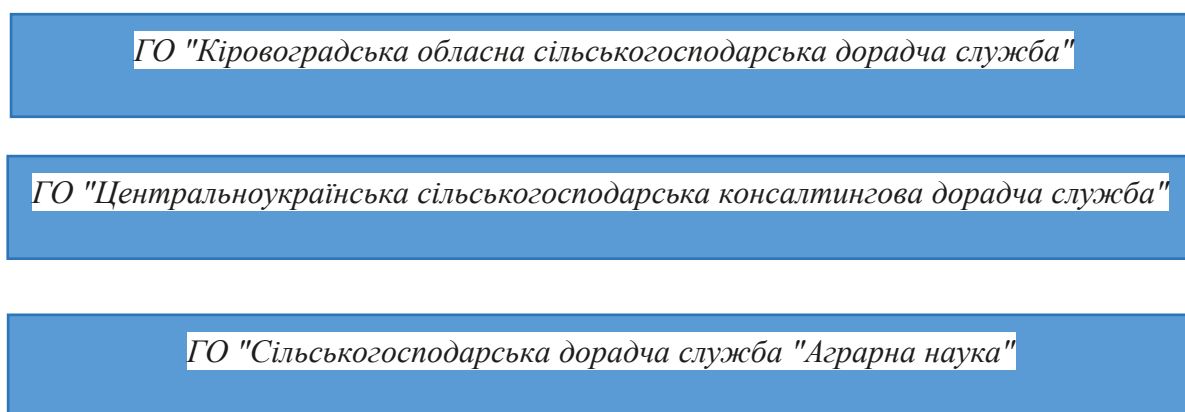 ГО "Кіровоградська обласна сільськогосподарська дорадча служба"
ГО "Центральноукраїнська сільськогосподарська консалтингова дорадча служба"
ГО "Сільськогосподарська дорадча служба "Аграрна наука"